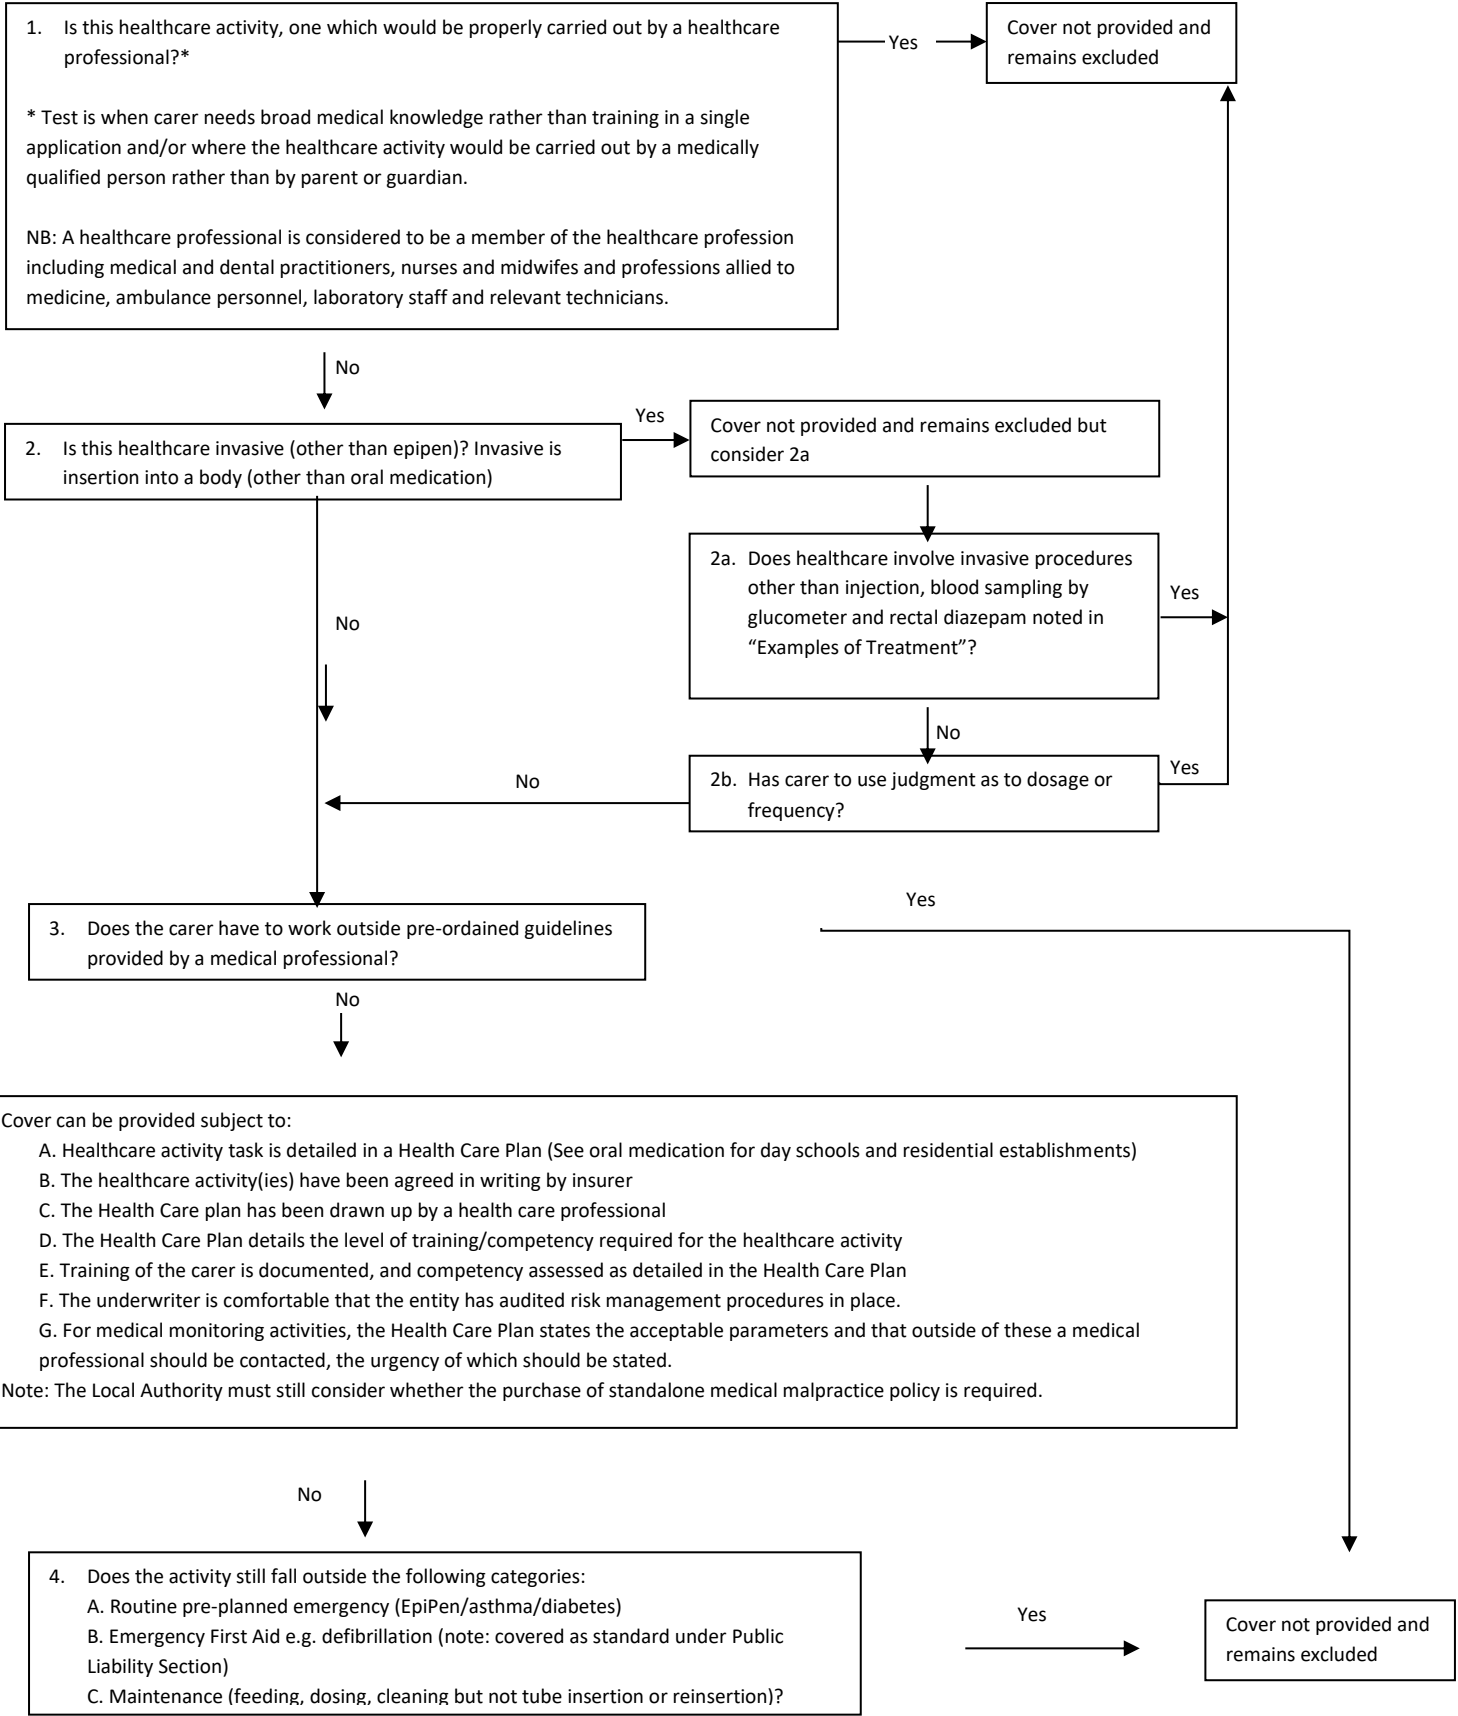 1. Is this healthcare activity, one which would be properly carried out by a healthcare
professional?*
* Test is when carer needs broad medical knowledge rather than training in a single
application and/or where the healthcare activity would be carried out by a medically
qualified person rather than by parent or guardian.
NB: A healthcare professional is considered to be a member of the healthcare profession
including medical and dental practitioners, nurses and midwifes and professions allied to
medicine, ambulance personnel, laboratory staff and relevant technicians.
Yes
Cover not provided and
remains excluded
No
2. Is this healthcare invasive (other than epipen)? Invasive is
insertion into a body (other than oral medication)
Yes
Cover not provided and remains excluded but
consider 2a
2a. Does healthcare involve invasive procedures
other than injection, blood sampling by
glucometer and rectal diazepam noted in
“Examples of Treatment”?
Yes
No
No
2b. Has carer to use judgment as to dosage or
frequency?
Yes
No
3. Does the carer have to work outside pre-ordained guidelines
provided by a medical professional?
Yes
No
Cover can be provided subject to:
A. Healthcare activity task is detailed in a Health Care Plan (See oral medication for day schools and residential establishments)
B. The healthcare activity(ies) have been agreed in writing by insurer
C. The Health Care plan has been drawn up by a health care professional
D. The Health Care Plan details the level of training/competency required for the healthcare activity
E. Training of the carer is documented, and competency assessed as detailed in the Health Care Plan
F. The underwriter is comfortable that the entity has audited risk management procedures in place.
G. For medical monitoring activities, the Health Care Plan states the acceptable parameters and that outside of these a medical
professional should be contacted, the urgency of which should be stated.
Note: The Local Authority must still consider whether the purchase of standalone medical malpractice policy is required.
No
4. Does the activity still fall outside the following categories:
A. Routine pre-planned emergency (EpiPen/asthma/diabetes)
B. Emergency First Aid e.g. defibrillation (note: covered as standard under Public
Liability Section)
C. Maintenance (feeding, dosing, cleaning but not tube insertion or reinsertion)?
Yes
Cover not provided and
remains excluded